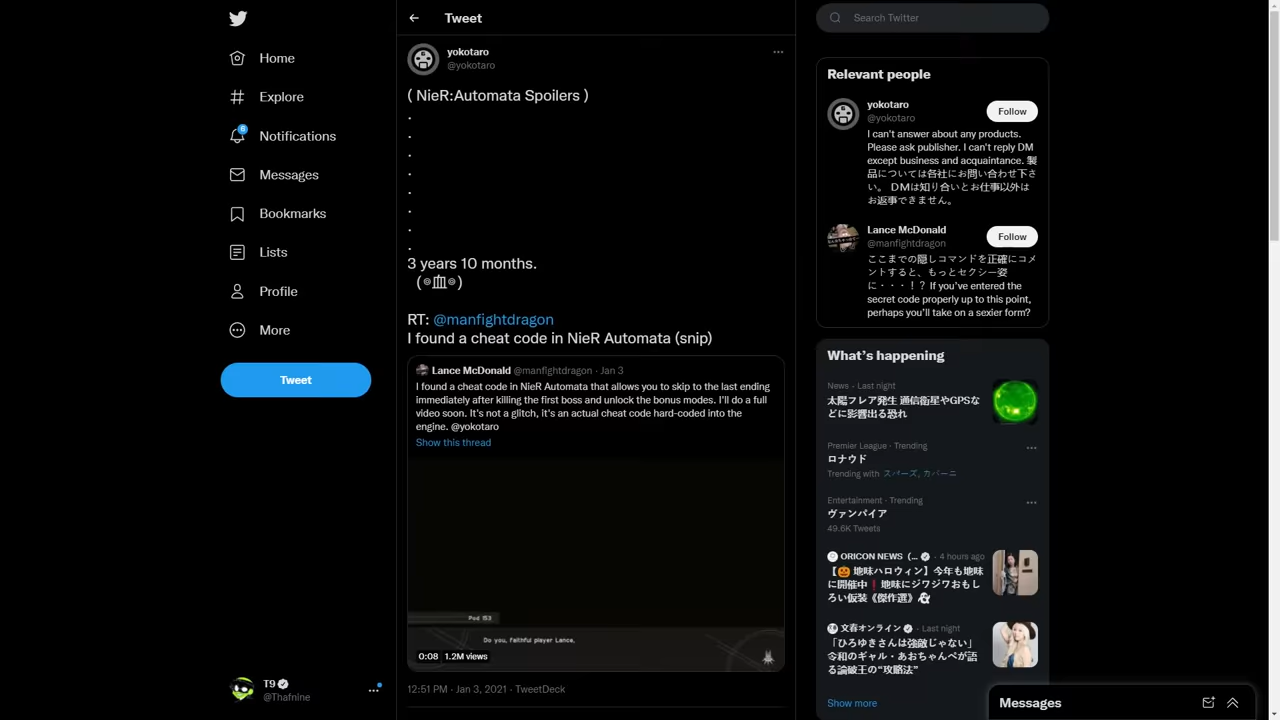 Home
Explore
6
Notifications
Messages
Bookmarks
Lists
Profile
More
Tweet
T9
@Thafnine
Tweet
yokotaro
@yokotaro
( NieR:Automata Spoilers )
.
.
.
.
.
.
.
.
3 years 10 months.
(๏皿๏)
RT: @manfightdragon
I found a cheat code in NieR Automata (snip)
Lance McDonald @manfightdragon · Jan 3
I found a cheat code in NieR Automata that allows you to skip to the last ending
immediately after killing the first boss and unlock the bonus modes. I'll do a full
video soon. It's not a glitch, it's an actual cheat code hard-coded into the
engine. @yokotaro
Show this thread
Pod 153
Do you, faithful player Lance,
0:08 1.2M views
12:51 PM · Jan 3, 2021 · TweetDeck
Search Twitter
Relevant people
yokotaro
@yokotaro
Follow
I can't answer about any products.
Please ask publisher. I can't reply DM
except business and acquaintance. 製
品については各社にお問い合わせ下さ
い。 DMは知り合いとお仕事以外は
お返事できません。
Lance McDonald
@manfightdragon
Follow
ここまでの隠しコマンドを正確にコメ
ントすると、もっとセクシー姿
に・・・！？ If you've entered the
secret code properly up to this point,
perhaps you'll take on a sexier form?
What's happening
News · Last night
太陽フレア発生 通信衛星やGPSな
どに影響出る恐れ
Premier League · Trending
ロナウド
Trending with スパーズ, カバーニ
Entertainment · Trending
ヴァンパイア
49.6K Tweets
ORICON NEWS（... · 4 hours ago
【🎃 地味ハロウィン】今年も地味
に開催中❗地味にジワジワおもし
ろい仮装《傑作選》👻
文春オンライン · Last night
「ひろゆきさんは強敵じゃない」
令和のギャル・あおちゃんぺが語
る論破王の“攻略法”
Show more
Messages